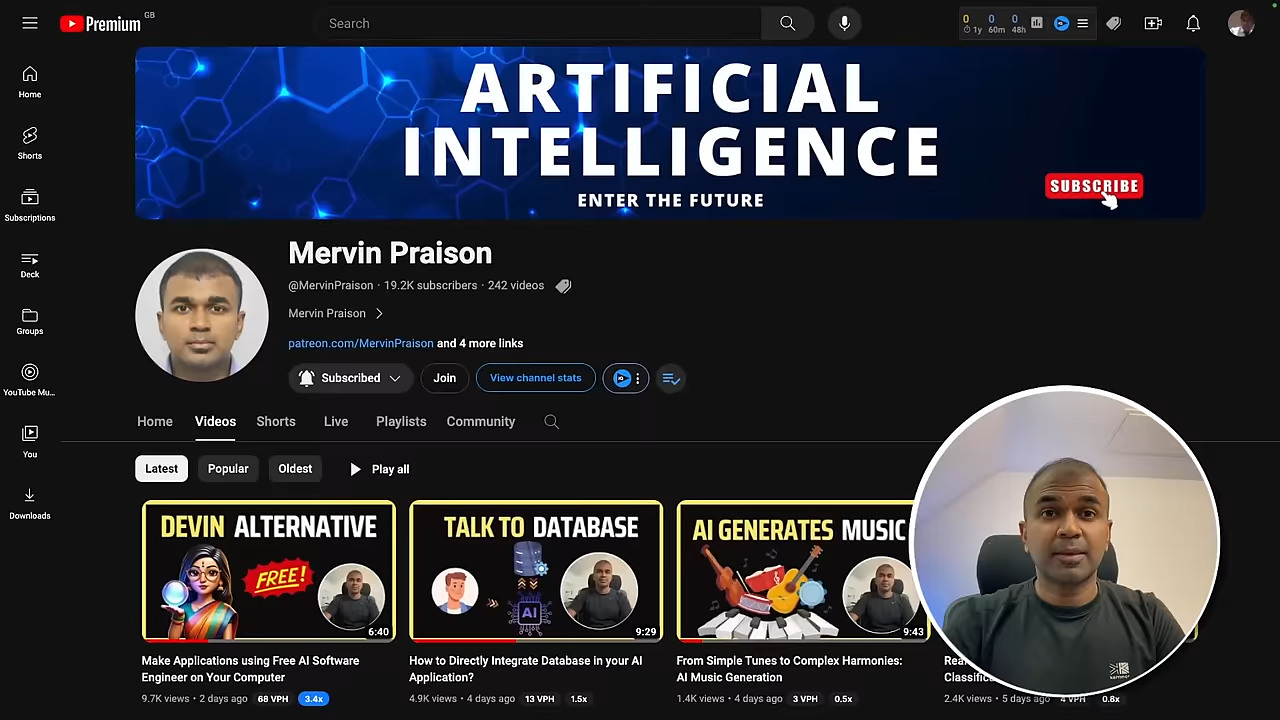 Premium GB
Search
0 0 0
1y 60m 48h
Home
Shorts
Subscriptions
Deck
Groups
YouTube Mu...
You
Downloads
ARTIFICIAL
INTELLIGENCE
ENTER THE FUTURE
SUBSCRIBE
Mervin Praison
@MervinPraison · 19.2K subscribers · 242 videos
Mervin Praison
patreon.com/MervinPraison and 4 more links
Subscribed Join View channel stats
Home Videos Shorts Live Playlists Community
Latest Popular Oldest Play all
DEVIN ALTERNATIVE
FREE!
6:40
Make Applications using Free AI Software
Engineer on Your Computer
9.7K views · 2 days ago 68 VPH 3.4x
TALK TO DATABASE
AI
9:29
How to Directly Integrate Database in your AI
Application?
4.9K views · 4 days ago 13 VPH 1.5x
AI GENERATES MUSIC
9:43
From Simple Tunes to Complex Harmonies:
AI Music Generation
1.4K views · 4 days ago 3 VPH 0.5x
2.4K views · 5 days ago 4 VPH 0.8x